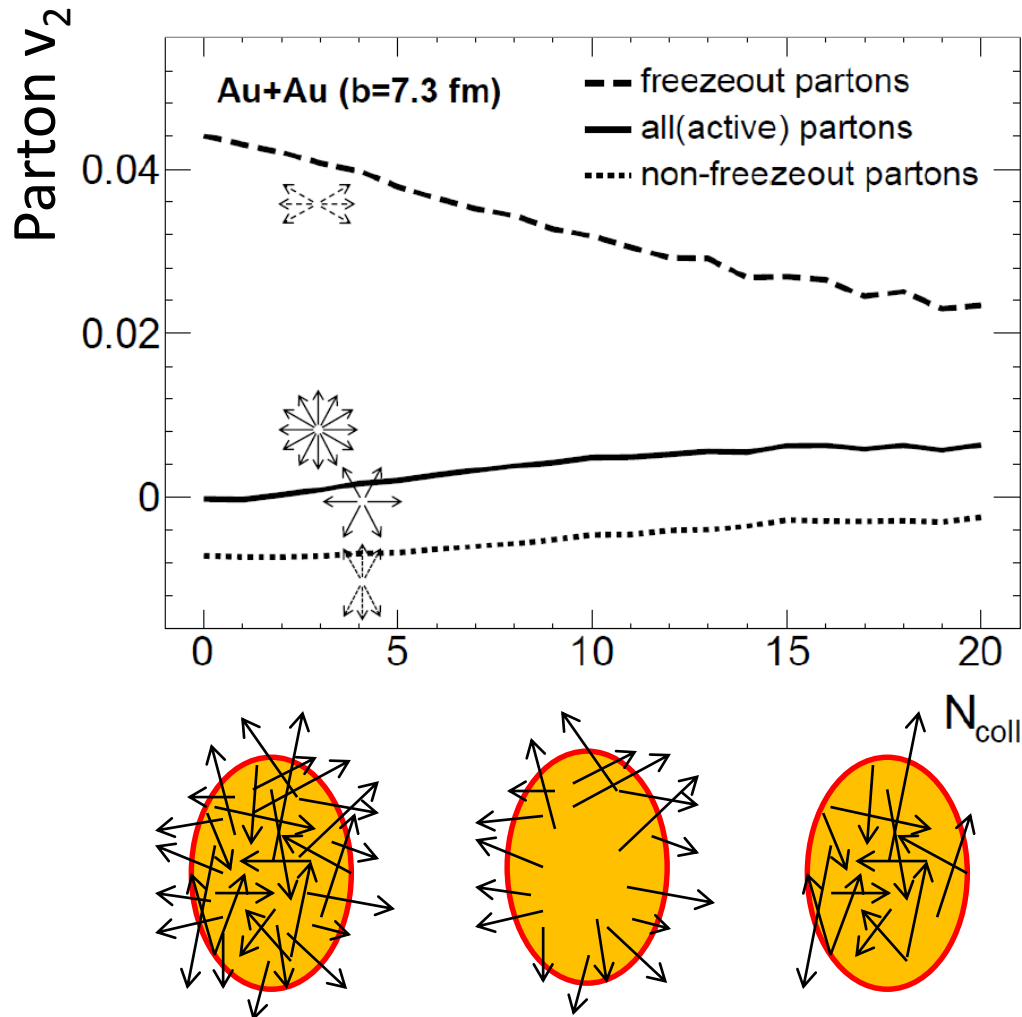 Parton v2
Au+Au (b=7.3 fm)
freezeout partons
all(active) partons
non-freezeout partons
0.04
0.02
0
0 5 10 15 20
Ncoll